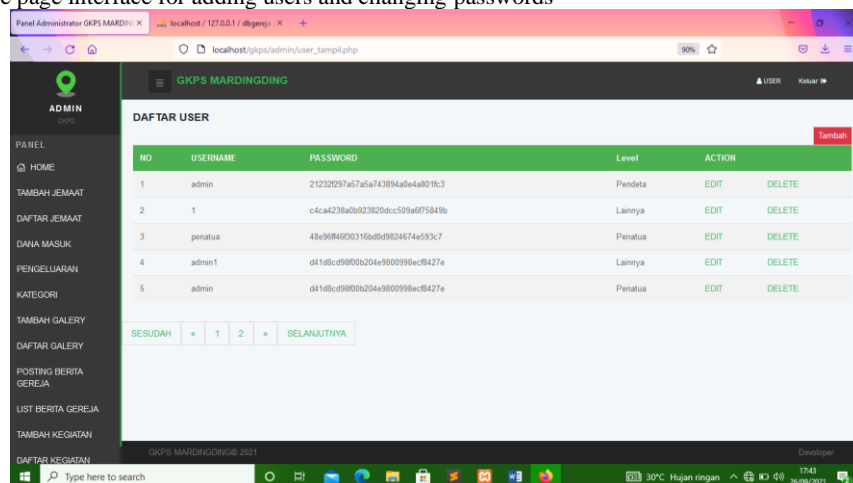 e page interface for adding users and changing passwords
Panel Administrator GKPS MARDIN
localhost / 127.0.0.1 / dbgereja
localhost/gkps/admin/user_tampil.php
90%
GKPS MARDINGDING
USER
Keluar
ADMIN
GKPS
DAFTAR USER
Tambah
PANEL
HOME
TAMBAH JEMAAT
DAFTAR JEMAAT
DANA MASUK
PENGELUARAN
KATEGORI
TAMBAH GALERY
DAFTAR GALERY
POSTING BERITA
GEREJA
LIST BERITA GEREJA
TAMBAH KEGIATAN
DAFTAR KEGIATAN
NO USERNAME PASSWORD Level ACTION
1 admin 21232f297a57a5a743894a0e4a801fc3 Pendeta EDIT DELETE
2 1 c4ca4238a0b923820dcc509a6f75849b Lainnya EDIT DELETE
3 penatua Penatua EDIT DELETE
4 admin1 d41d8cd98f00b204e9800998ecf8427e Lainnya EDIT DELETE
5 admin d41d8cd98f00b204e9800998ecf8427e Penatua EDIT DELETE
SESUDAH « 1 2 » SELANJUTNYA
GKPS MARDINGDING© 2021
Devoloper
Type here to search
30°C Hujan ringan
17:43
26/09/2021